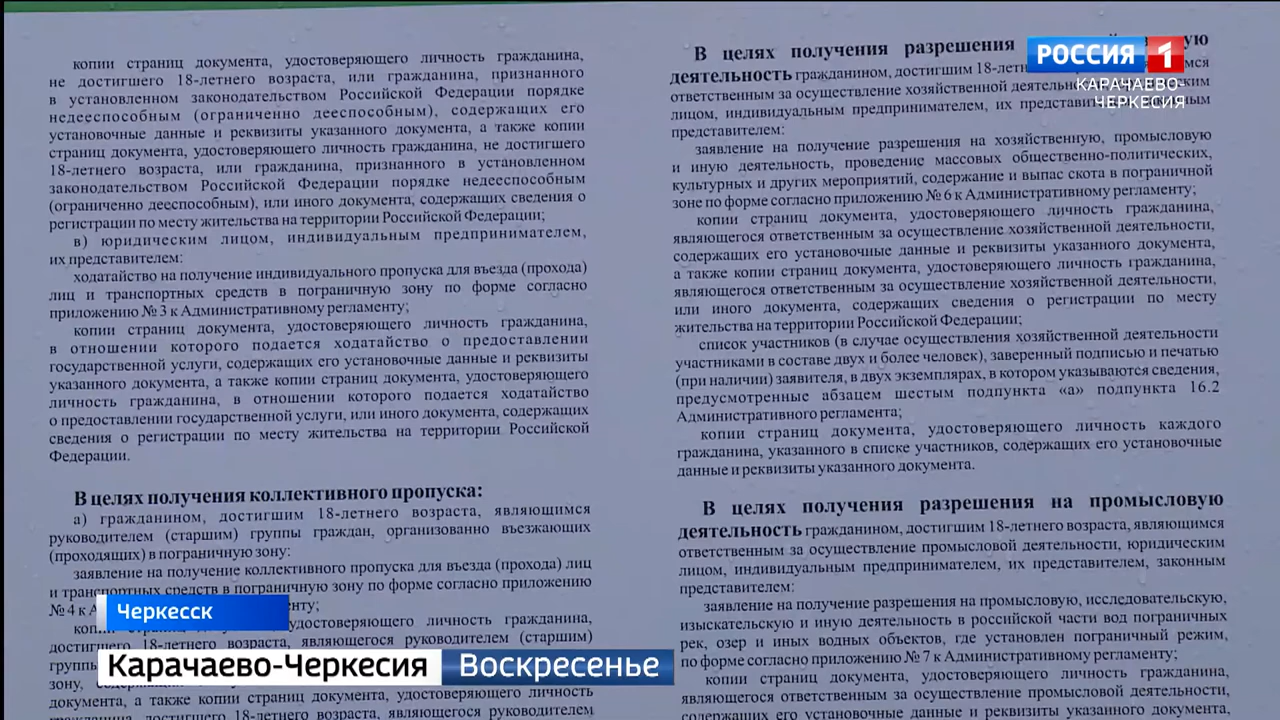 копии страниц документа, удостоверяющего личность гражданина,
не достигшего 18-летнего возраста, или гражданина, признанного
в установленном законодательством Российской Федерации порядке
недееспособным (ограниченно дееспособным), содержащих его
установочные данные и реквизиты указанного документа, а также копии
страниц документа, удостоверяющего личность гражданина, не достигшего
18-летнего возраста, или гражданина, признанного в установленном
законодательством Российской Федерации порядке недееспособным
(ограниченно дееспособным), или иного документа, содержащих сведения о
регистрации по месту жительства на территории Российской Федерации;
в) юридическим лицом, индивидуальным предпринимателем,
их представителем:
ходатайство на получение индивидуального пропуска для въезда (прохода)
лиц и транспортных средств в пограничную зону по форме согласно
приложению № 3 к Административному регламенту;
копии страниц документа, удостоверяющего личность гражданина,
в отношении которого подается ходатайство о предоставлении
государственной услуги, содержащих его установочные данные и реквизиты
указанного документа, а также копии страниц документа, удостоверяющего
личность гражданина, в отношении которого подается ходатайство
о предоставлении государственной услуги, или иного документа, содержащих
сведения о регистрации по месту жительства на территории Российской
Федерации.
В целях получения коллективного пропуска:
а) гражданином, достигшим 18-летнего возраста, являющимся
руководителем (старшим) группы граждан, организованно въезжающих
(проходящих) в пограничную зону:
заявление на получение коллективного пропуска для въезда (прохода) лиц
и транспортных средств в пограничную зону по форме согласно приложению
№ 4 к
удостоверяющего личность гражданина,
достигшего 18-летнего возраста, являющегося руководителем (старшим)
группы
зону,
документа, а также копии страниц документа, удостоверяющего личность
гражданина, достигшего 18-летнего возраста, являющегося руководителем
В целях получения разрешения
деятельность гражданином, достигшим
ответственным за осуществление хозяйственной
лицом, индивидуальным предпринимателем, их
представителем:
заявление на получение разрешения на хозяйственную, промысловую
и иную деятельность, проведение массовых общественно-политических,
культурных и других мероприятий, содержание и выпас скота в пограничной
зоне по форме согласно приложению № 6 к Административному регламенту;
копии страниц документа, удостоверяющего личность гражданина,
являющегося ответственным за осуществление хозяйственной деятельности,
содержащих его установочные данные и реквизиты указанного документа,
а также копии страниц документа, удостоверяющего личность гражданина,
являющегося ответственным за осуществление хозяйственной деятельности,
или иного документа, содержащих сведения о регистрации по месту
жительства на территории Российской Федерации;
список участников (в случае осуществления хозяйственной деятельности
участниками в составе двух и более человек), заверенный подписью и печатью
(при наличии) заявителя, в двух экземплярах, в котором указываются сведения,
предусмотренные абзацем шестым подпункта «а» подпункта 16.2
Административного регламента;
копии страниц документа, удостоверяющего личность каждого
гражданина, указанного в списке участников, содержащих его установочные
данные и реквизиты указанного документа.
В целях получения разрешения на промысловую
деятельность гражданином, достигшим 18-летнего возраста, являющимся
ответственным за осуществление промысловой деятельности, юридическим
лицом, индивидуальным предпринимателем, их представителем, законным
представителем:
заявление на получение разрешения на промысловую, исследовательскую,
изыскательскую и иную деятельность в российской части вод пограничных
рек, озер и иных водных объектов, где установлен пограничный режим,
по форме согласно приложению № 7 к Административному регламенту;
копии страниц документа, удостоверяющего личность гражданина,
являющегося ответственным за осуществление промысловой деятельности,
содержащих его установочные данные и реквизиты указанного документа,
РОССИЯ 1
КАРАЧАЕВО-
ЧЕРКЕСИЯ
Черкесск
Карачаево-Черкесия Воскресенье